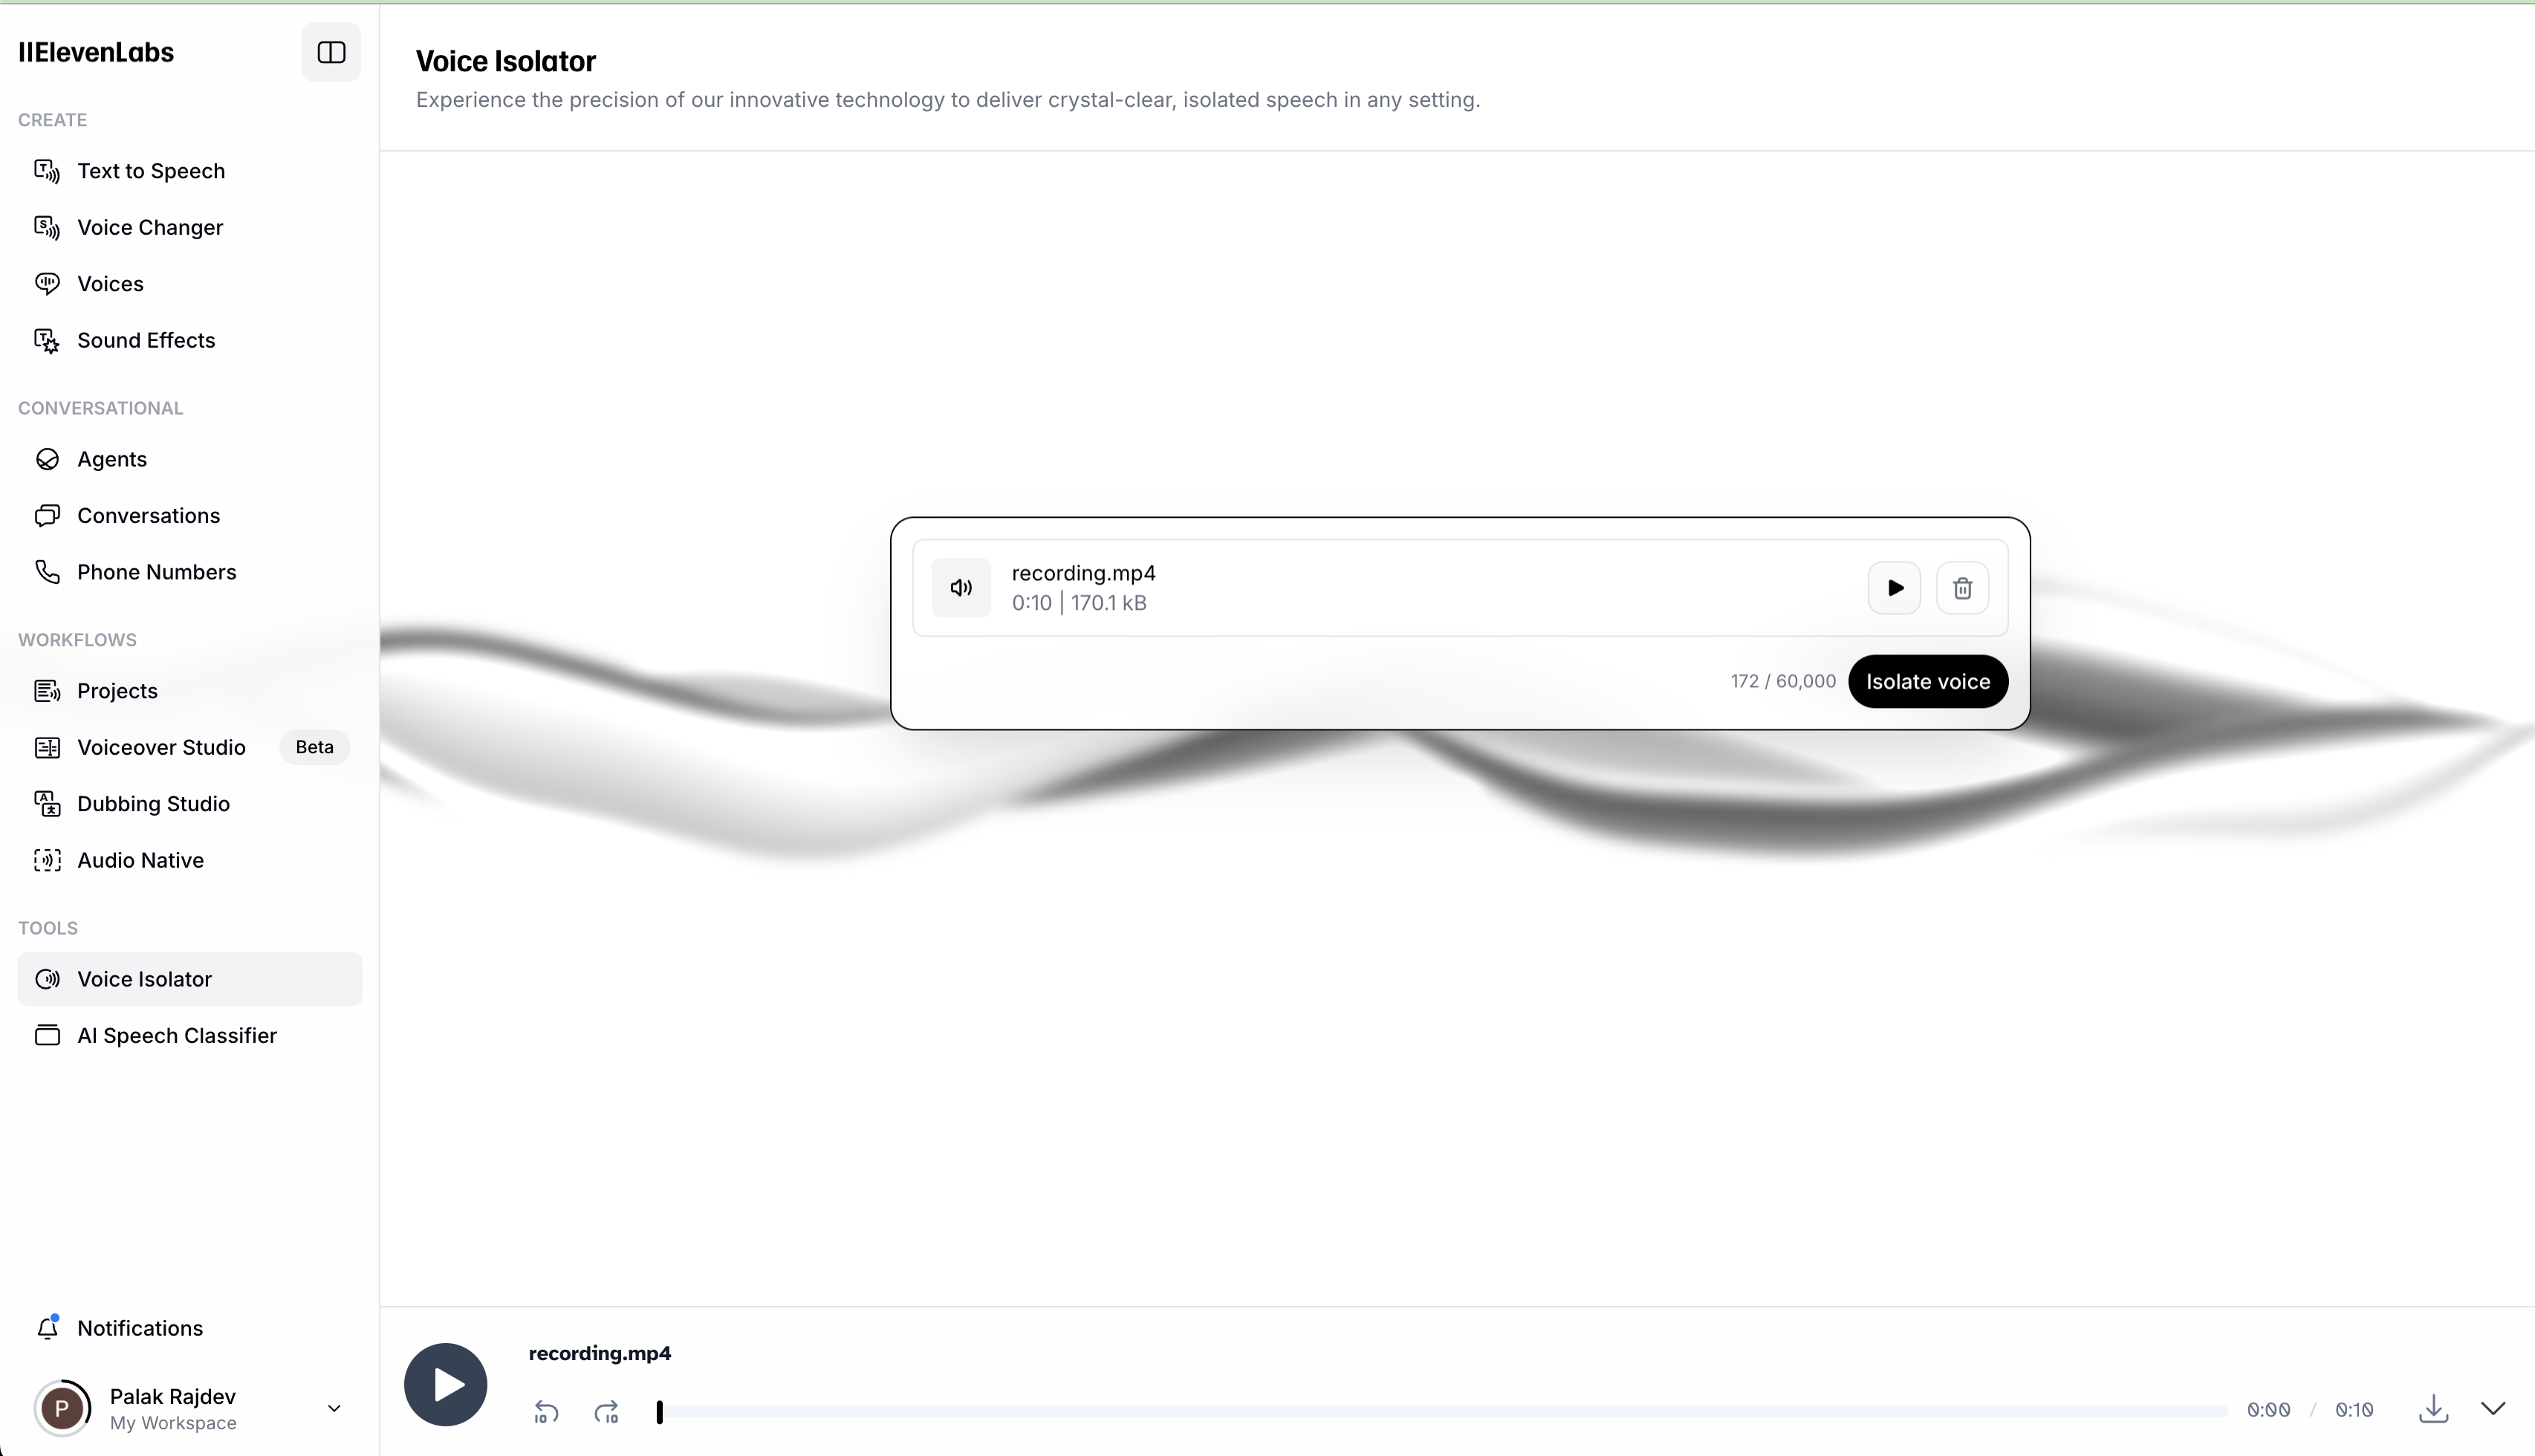 IIElevenLabs
CREATE
Text to Speech
Voice Changer
Voices
Sound Effects
CONVERSATIONAL
Agents
Conversations
Phone Numbers
WORKFLOWS
Projects
Voiceover Studio Beta
Dubbing Studio
Audio Native
TOOLS
Voice Isolator
AI Speech Classifier
Notifications
P
Palak Rajdev
My Workspace
Voice Isolator
Experience the precision of our innovative technology to deliver crystal-clear, isolated speech in any setting.
recording.mp4
0:10 | 170.1 kB
172 / 60,000 Isolate voice
recording.mp4
10 10 0:00 / 0:10